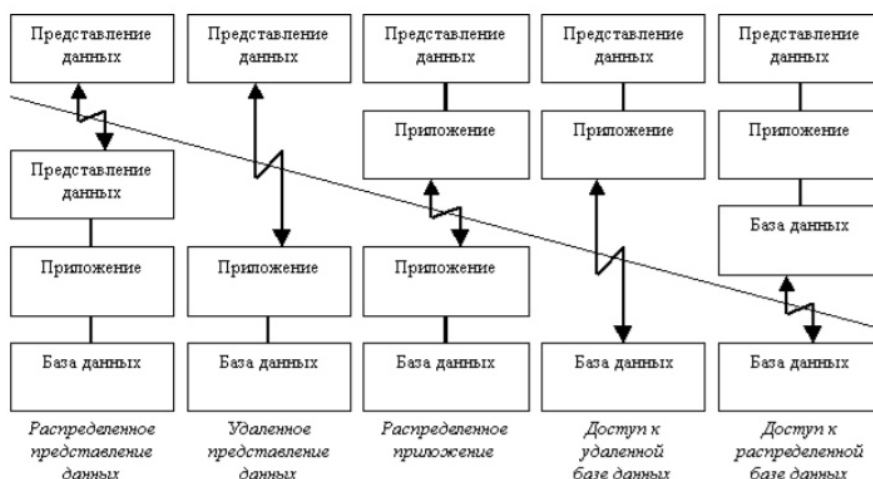 Представление
данных
Представление
данных
Представление
данных
Представление
данных
Представление
данных
Приложение
Приложение
Приложение
Представление
данных
База данных
Приложение
Приложение
Приложение
База данных
База данных
База данных
База данных
База данных
Распределенное
представление
данных
Удаленное
представление
данных
Распределенное
приложение
Доступ к
удаленной
базе данных
Доступ к
распределенной
базе данных